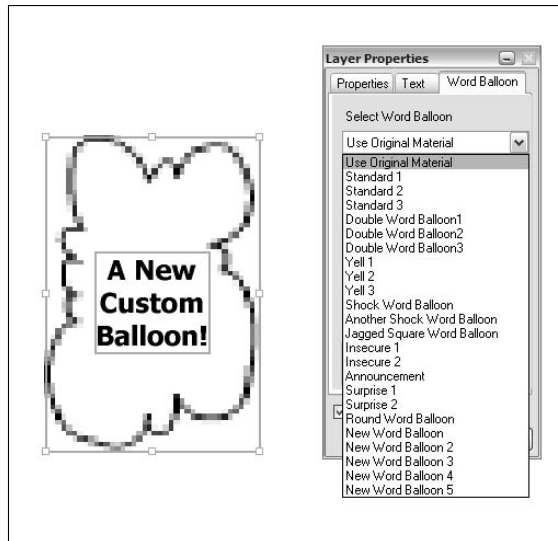 A New
Custom
Balloon!
Layer Properties
Properties Text Word Balloon
Select Word Balloon
Use Original Material
Use Original Material
Standard 1
Standard 2
Standard 3
Double Word Balloon1
Double Word Balloon2
Double Word Balloon3
Yell 1
Yell 2
Yell 3
Shock Word Balloon
Another Shock Word Balloon
Jagged Square Word Balloon
Insecure 1
Insecure 2
Announcement
Surprise 1
Surprise 2
Round Word Balloon
New Word Balloon
New Word Balloon 2
New Word Balloon 3
New Word Balloon 4
New Word Balloon 5